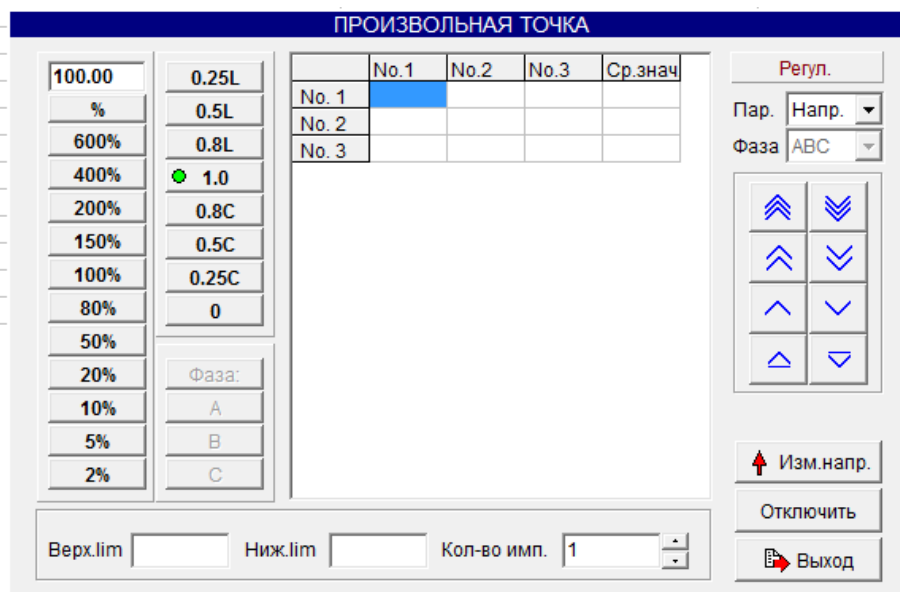 ПРОИЗВОЛЬНАЯ ТОЧКА
100.00
%
600%
400%
200%
150%
100%
80%
50%
20%
10%
5%
2%
0.25L
0.5L
0.8L
1.0
0.8C
0.5C
0.25C
0
Фаза:
A
B
C
No.1 No.2 No.3 Ср.знач
No. 1
No. 2
No. 3
Регул.
Пар. Напр.
Фаза ABC
Изм.напр.
Отключить
Выход
Верх.lim Ниж.lim Кол-во имп. 1